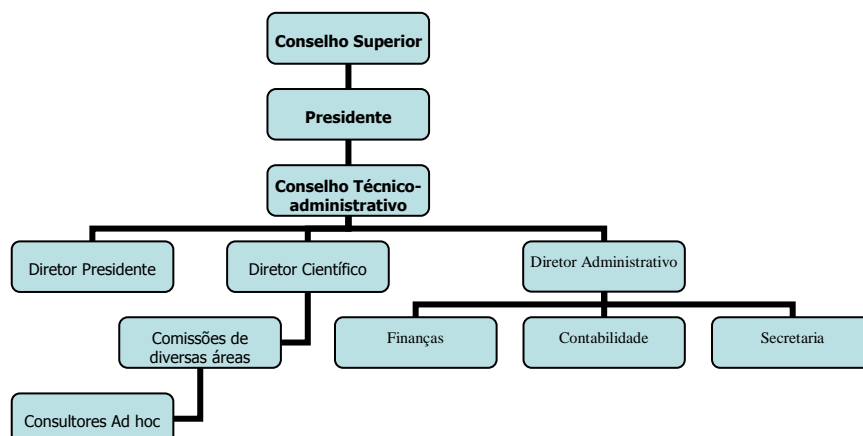 Conselho Superior
Presidente
Conselho Técnico-
administrativo
Diretor Presidente
Diretor Científico
Diretor Administrativo
Comissões de
diversas áreas
Finanças
Contabilidade
Secretaria
Consultores Ad hoc